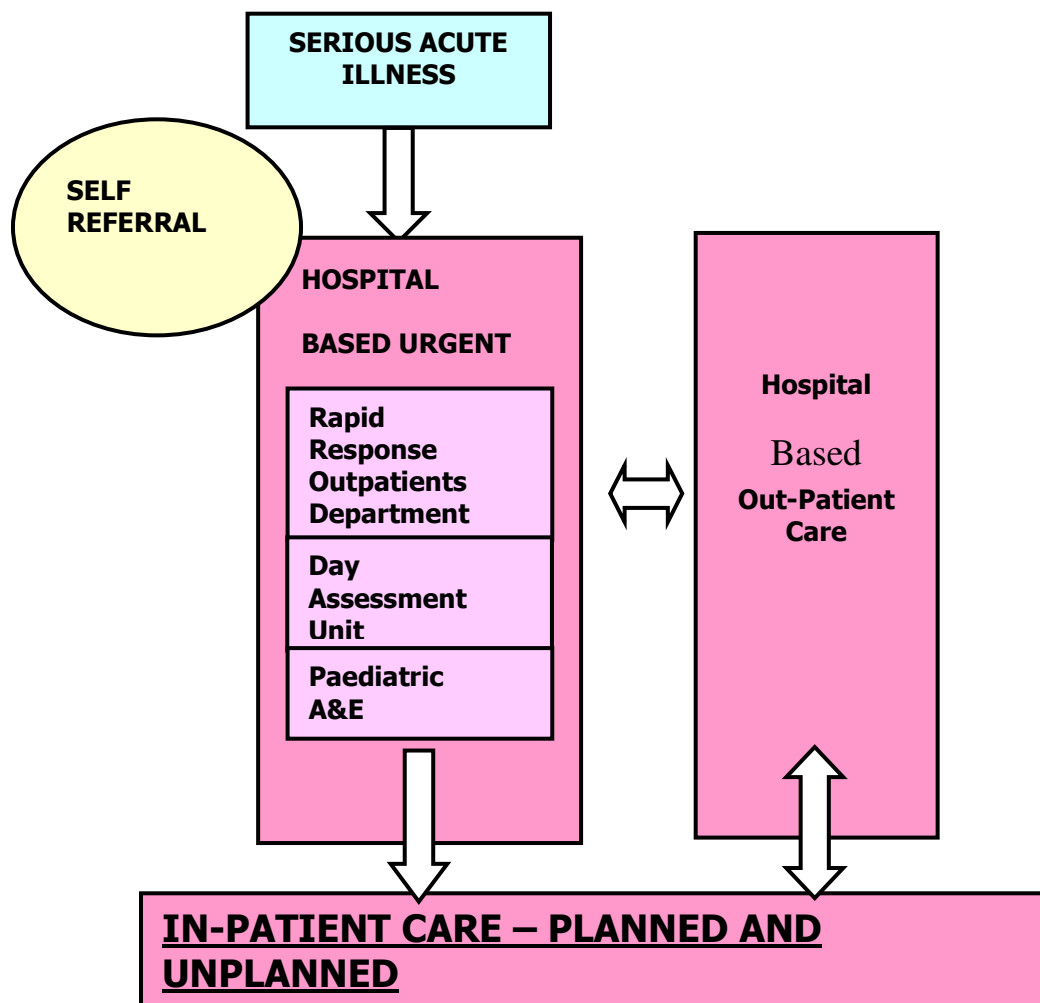 SERIOUS ACUTE
ILLNESS
SELF
REFERRAL
HOSPITAL
BASED URGENT
Rapid
Response
Outpatients
Department
Day
Assessment
Unit
Paediatric
A&E
Hospital
Based
Out-Patient
Care
IN-PATIENT CARE – PLANNED AND
UNPLANNED